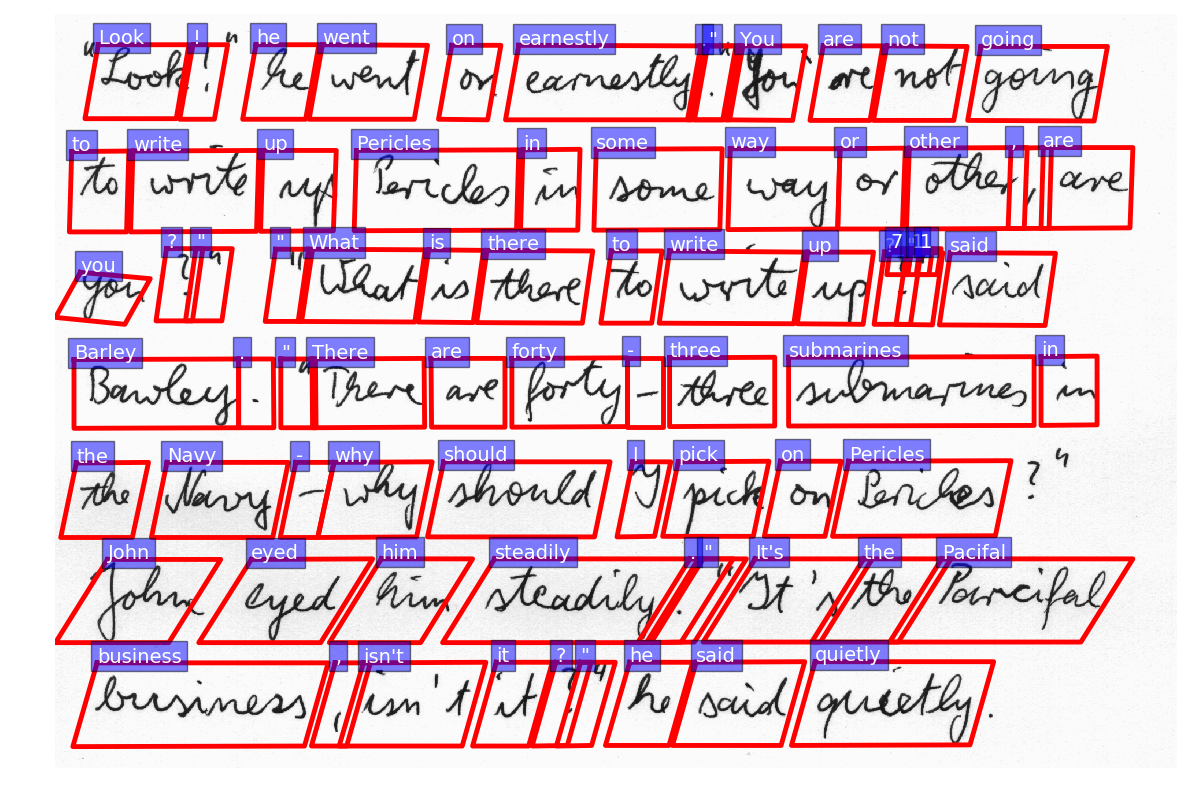 Look ! he went on earnestly . " You are not going
"Look!" he went on earnestly. "You are not going
to write up Pericles in some way or other , are
to write up Pericles in some way or other, are
you ? " " What is there to write up said
you?" "What is there to write up?" said
Barley . " There are forty - three submarines in
Bawley. "There are forty - three submarines in
the Navy - why should I pick on Pericles
the Navy - why should I pick on Pericles?"
John eyed him steadily . " It's the Pacifal
John eyed him steadily. "It's the Parcifal
business , isn't it ? " he said quietly
business, isn't it?" he said quietly.